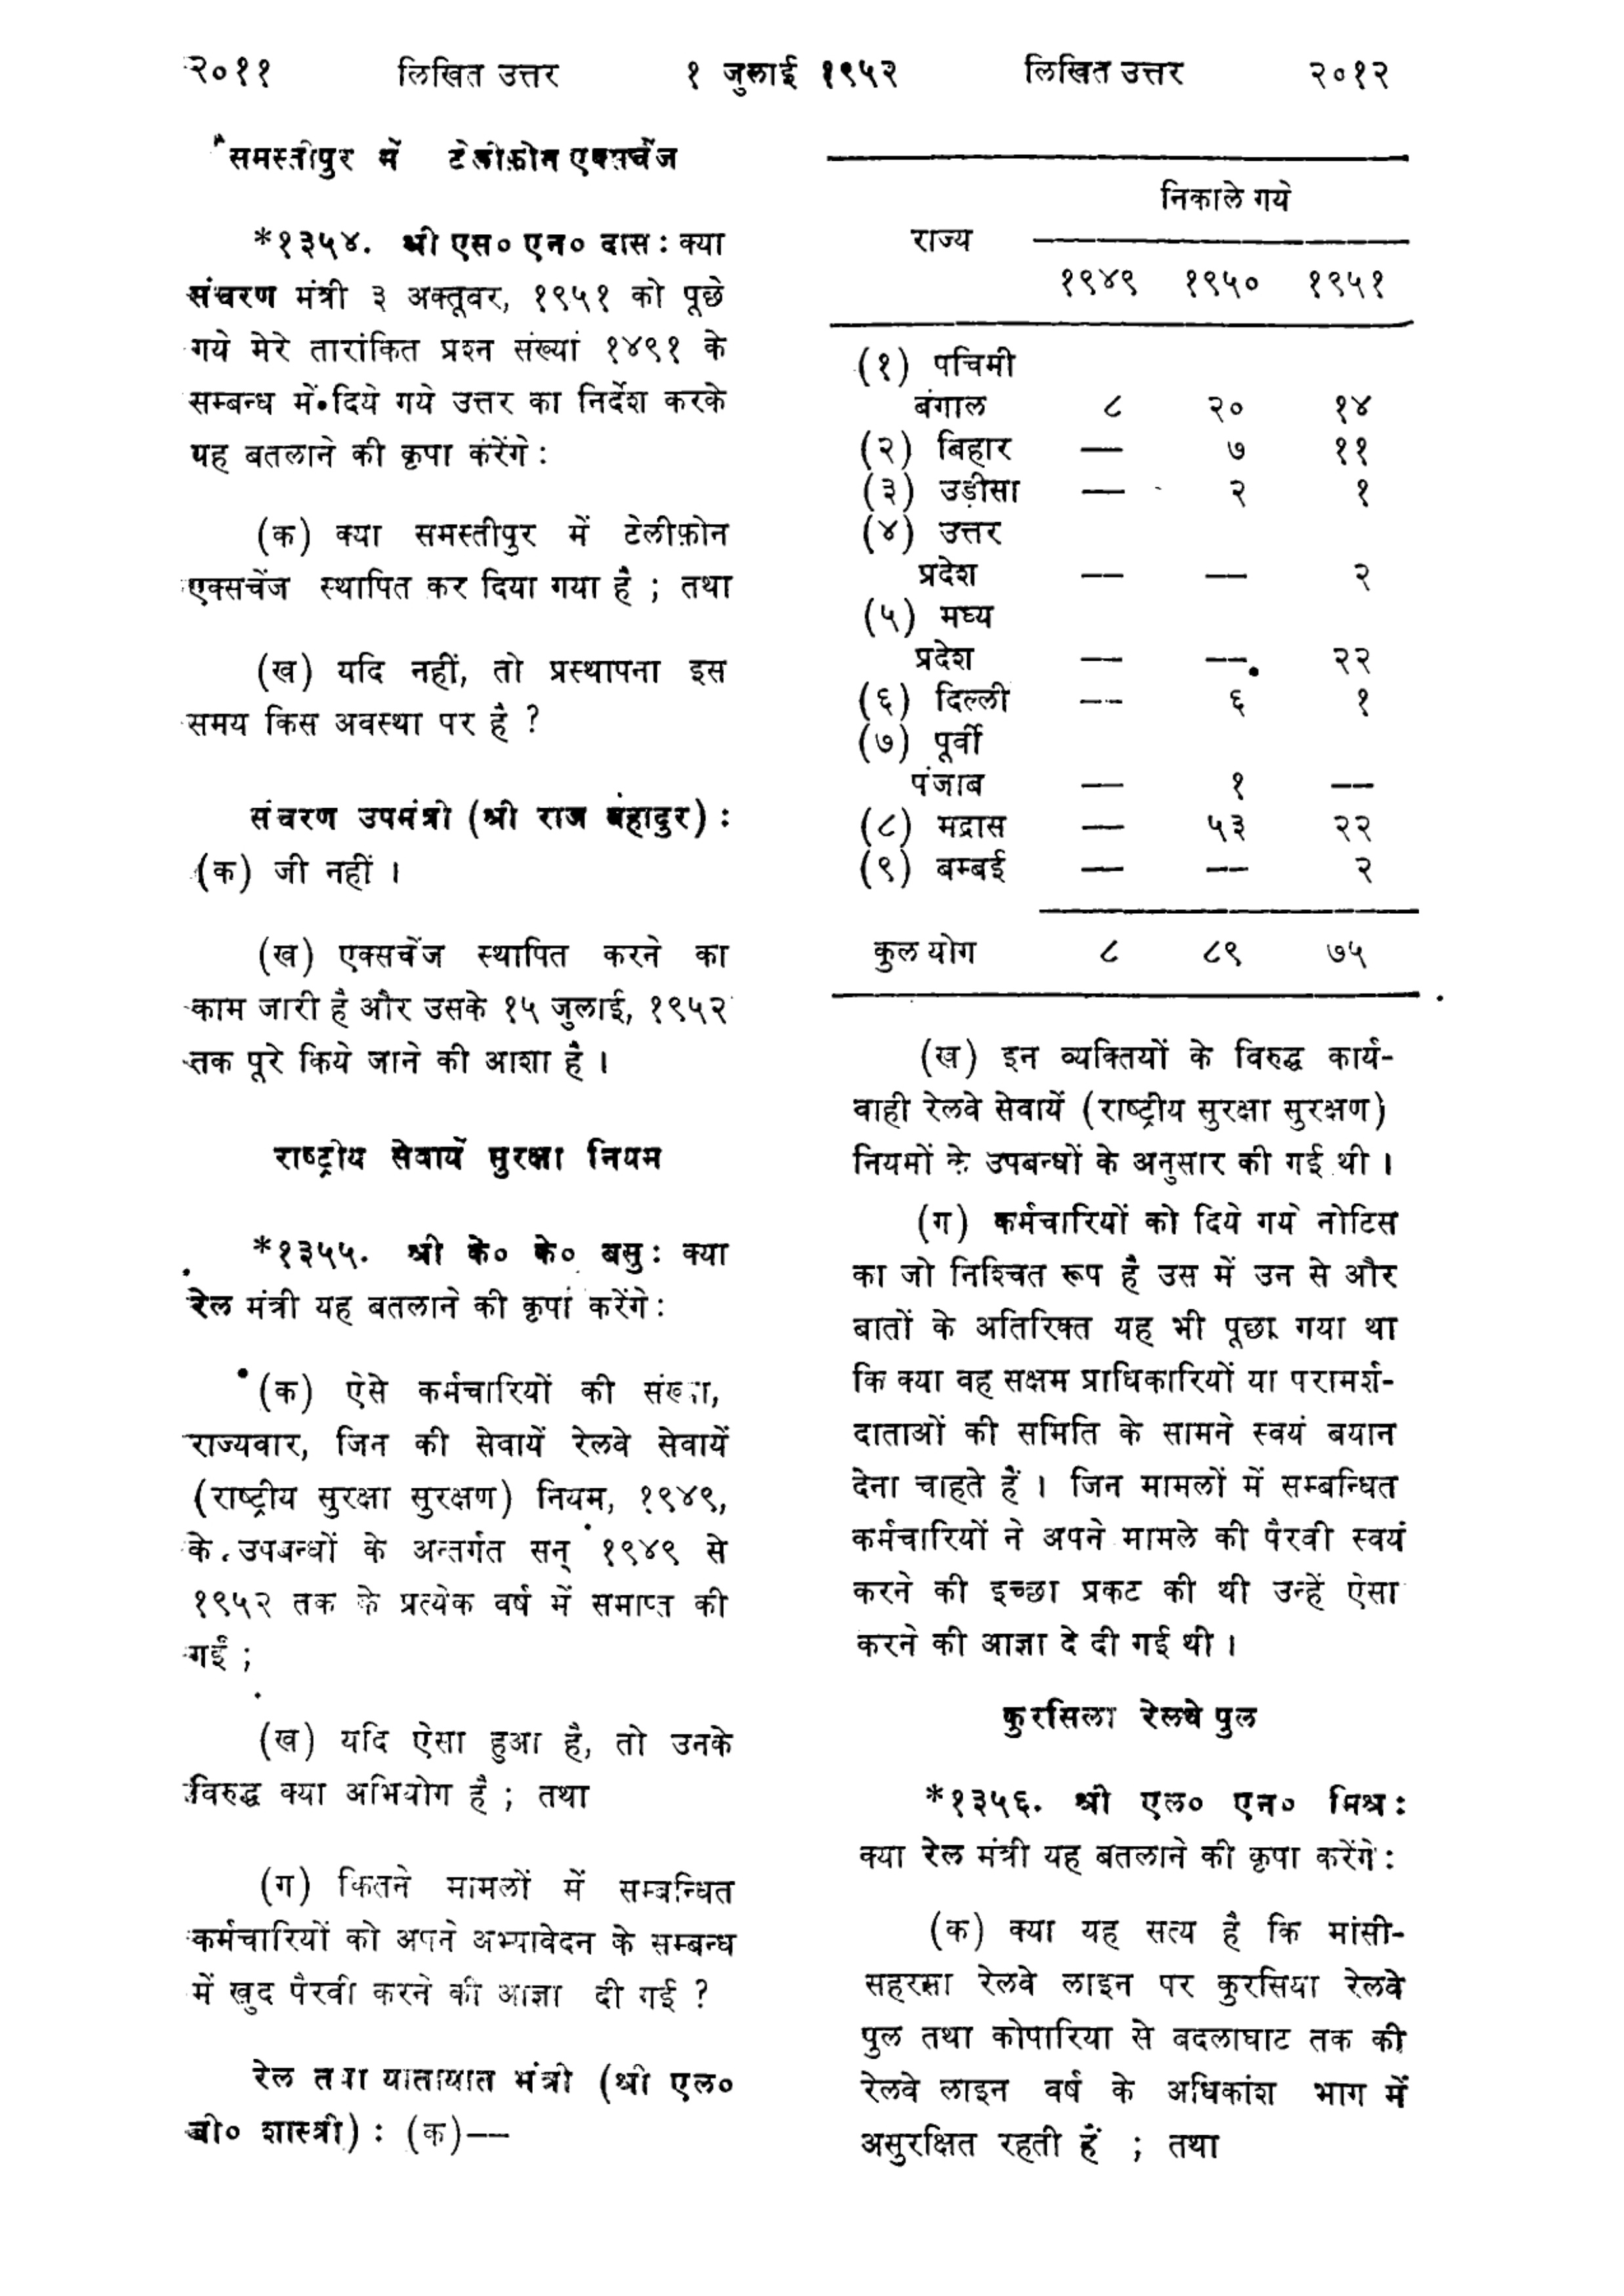 २०११ लिखित उत्तर १ जुलाई १९५२ लिखित उत्तर २०१२
समस्तीपुर में टेलीफ़ोन एक्सचेंज
*१३५४. श्री एस० एन० दास : क्या
संचरण मंत्री ३ अक्तूबर, १९५१ को पूछे
गये मेरे तारांकित प्रश्न संख्यां १४९१ के
सम्बन्ध में दिये गये उत्तर का निर्देश करके
यह बतलाने की कृपा करेंगे :
(क) क्या समस्तीपुर में टेलीफ़ोन
एक्सचेंज स्थापित कर दिया गया है ; तथा
(ख) यदि नहीं, तो प्रस्थापना इस
समय किस अवस्था पर है ?
संचरण उपमंत्री (श्री राज बहादुर) :
(क) जी नहीं ।
(ख) एक्सचेंज स्थापित करने का
काम जारी है और उसके १५ जुलाई, १९५२
तक पूरे किये जाने की आशा है ।
राष्ट्रीय सेवायें सुरक्षा नियम
*१३५५. श्री के० के० बसु : क्या
रेल मंत्री यह बतलाने की कृपा करेंगे :
(क) ऐसे कर्मचारियों की संख्या,
राज्यवार, जिन की सेवायें रेलवे सेवायें
(राष्ट्रीय सुरक्षा सुरक्षण) नियम, १९४९,
के उपबन्धों के अन्तर्गत सन् १९४९ से
१९५२ तक के प्रत्येक वर्ष में समाप्त की
गईं ;
(ख) यदि ऐसा हुआ है, तो उनके
विरुद्ध क्या अभियोग है ; तथा
(ग) कितने मामलों में सम्बन्धित
कर्मचारियों को अपने अभ्यावेदन के सम्बन्ध
में खुद पैरवी करने की आज्ञा दी गई ?
रेल तथा यातायात मंत्री (श्री एल०
बी० शास्त्री) : (क)—
राज्य निकाले गये
१९४९ १९५० १९५१
(१) पचिमी
बंगाल ८ २० १४
(२) बिहार — ७ ११
(३) उड़ीसा — २ १
(४) उत्तर
प्रदेश — — २
(५) मध्य
प्रदेश — — २२
(६) दिल्ली — ६ १
(७) पूर्वी
पंजाब — १ —
(८) मद्रास — ५३ २२
(९) बम्बई — — २
कुल योग ८ ८९ ७५
(ख) इन व्यक्तियों के विरुद्ध कार्य-
वाही रेलवे सेवायें (राष्ट्रीय सुरक्षा सुरक्षण)
नियमों के उपबन्धों के अनुसार की गई थी ।
(ग) कर्मचारियों को दिये गये नोटिस
का जो निश्चित रूप है उस में उन से और
बातों के अतिरिक्त यह भी पूछा गया था
कि क्या वह सक्षम प्राधिकारियों या परामर्श-
दाताओं की समिति के सामने स्वयं बयान
देना चाहते हैं । जिन मामलों में सम्बन्धित
कर्मचारियों ने अपने मामले की पैरवी स्वयं
करने की इच्छा प्रकट की थी उन्हें ऐसा
करने की आज्ञा दे दी गई थी ।
कुरसिला रेलवे पुल
*१३५६. श्री एल० एन० मिश्र :
क्या रेल मंत्री यह बतलाने की कृपा करेंगे :
(क) क्या यह सत्य है कि मांसी-
सहरसा रेलवे लाइन पर कुरसिया रेलवे
पुल तथा कोपारिया से बदलाघाट तक की
रेलवे लाइन वर्ष के अधिकांश भाग में
असुरक्षित रहती हैं ; तथा